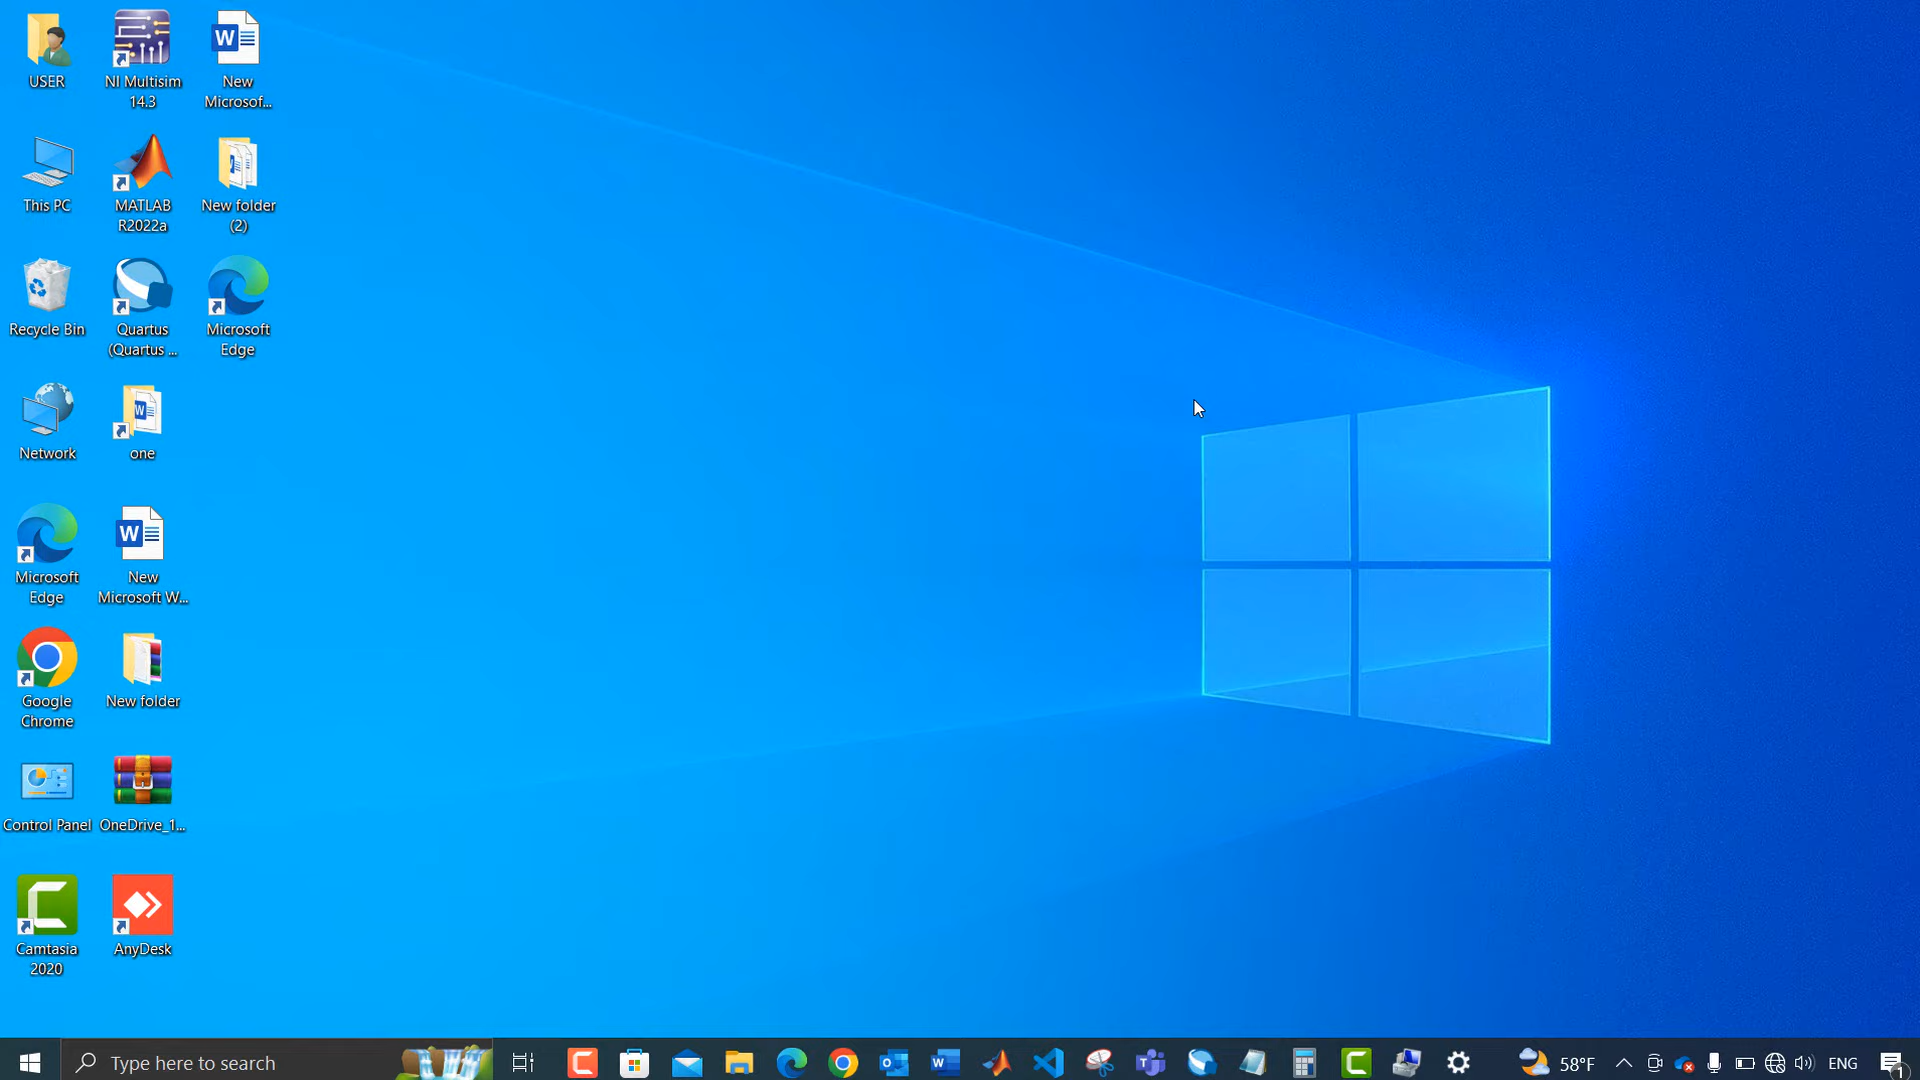 USER
NI Multisim
14.3
New
Microsof...
This PC
MATLAB
R2022a
New folder
(2)
Recycle Bin
Quartus
(Quartus ...
Microsoft
Edge
Network
one
Microsoft
Edge
New
Microsoft W...
Google
Chrome
New folder
Control Panel
OneDrive_1...
Camtasia
2020
AnyDesk
Type here to search
58°F
ENG
1